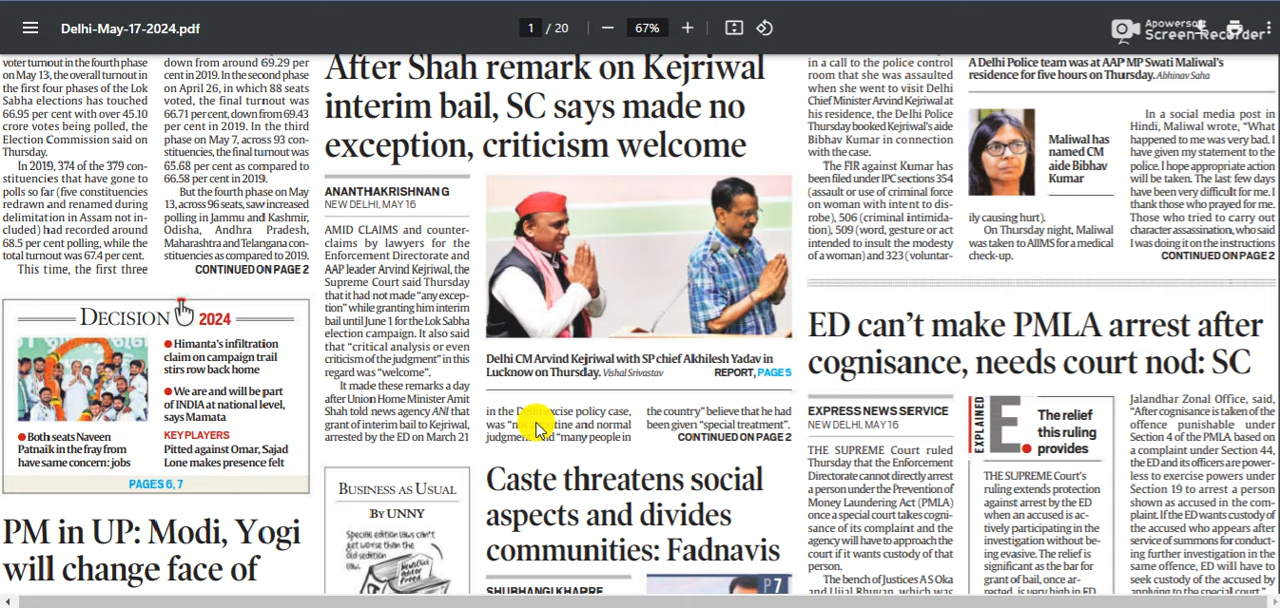 Delhi-May-17-2024.pdf
1 / 20
67%
Apowersoft
Screen Recorder
voter turnout in the fourth phase
on May 13, the overall turnout in
the first four phases of the Lok
Sabha elections has touched
66.95 per cent with over 45.10
crore votes being polled, the
Election Commission said on
Thursday.
In 2019, 374 of the 379 con-
stituencies that have gone to
polls so far (five constituencies
redrawn and renamed during
delimitation in Assam not in-
cluded) had recorded around
68.5 per cent polling, while the
total turnout was 67.4 per cent.
This time, the first three
down from around 69.29 per
cent in 2019. In the second phase
on April 26, in which 88 seats
voted, the final turnout was
66.71 per cent, down from 69.43
per cent in 2019. In the third
phase on May 7, across 93 con-
stituencies, the final turnout was
65.68 per cent as compared to
66.58 per cent in 2019.
But the fourth phase on May
13, across 96 seats, saw increased
polling in Jammu and Kashmir,
Odisha, Andhra Pradesh,
Maharashtra and Telangana con-
stituencies as compared to 2019.
CONTINUED ON PAGE 2
DECISION 2024
Himanta's infiltration
claim on campaign trail
stirs row back home
We are and will be part
of INDIA at national level,
says Mamata
Both seats Naveen
Patnaik in the fray from
have same concern: jobs
KEY PLAYERS
Pitted against Omar, Sajad
Lone makes presence felt
PAGES 6, 7
PM in UP: Modi, Yogi
will change face of
After Shah remark on Kejriwal
interim bail, SC says made no
exception, criticism welcome
ANANTHAKRISHNAN G
NEW DELHI, MAY 16
AMID CLAIMS and counter-
claims by lawyers for the
Enforcement Directorate and
AAP leader Arvind Kejriwal, the
Supreme Court said Thursday
that it had not made "any excep-
tion" while granting him interim
bail until June 1 for the Lok Sabha
election campaign. It also said
that "critical analysis or even
criticism of the judgment" in this
regard was "welcome".
It made these remarks a day
after Union Home Minister Amit
Shah told news agency ANI that
grant of interim bail to Kejriwal,
arrested by the ED on March 21
Delhi CM Arvind Kejriwal with SP chief Akhilesh Yadav in
Lucknow on Thursday. Vishal Srivastav REPORT, PAGE 5
in the Delhi excise policy case,
was "not routine and normal
judgment" and "many people in
the country" believe that he had
been given "special treatment".
CONTINUED ON PAGE 2
BUSINESS AS USUAL
BY UNNY
Special edition laws can't
get worse than the
old sedition
law.
Caste threatens social
aspects and divides
communities: Fadnavis
SHUBHANGI KHAPRE
P 7
in a call to the police control
room that she was assaulted
when she went to visit Delhi
Chief Minister Arvind Kejriwal at
his residence, the Delhi Police
Thursday booked Kejriwal's aide
Bibhav Kumar in connection
with the case.
The FIR against Kumar has
been filed under IPC sections 354
(assault or use of criminal force
on woman with intent to dis-
robe), 506 (criminal intimida-
tion), 509 (word, gesture or act
intended to insult the modesty
of a woman) and 323 (voluntar-
A Delhi Police team was at AAP MP Swati Maliwal's
residence for five hours on Thursday. Abhinav Saha
Maliwal has
named CM
aide Bibhav
Kumar
ily causing hurt).
On Thursday night, Maliwal
was taken to AIIMS for a medical
check-up.
In a social media post in
Hindi, Maliwal wrote, "What
happened to me was very bad. I
have given my statement to the
police. I hope appropriate action
will be taken. The last few days
have been very difficult for me. I
thank those who prayed for me.
Those who tried to carry out
character assassination, who said
I was doing it on the instructions
CONTINUED ON PAGE 2
ED can't make PMLA arrest after
cognisance, needs court nod: SC
EXPRESS NEWS SERVICE
NEW DELHI, MAY 16
THE SUPREME Court ruled
Thursday that the Enforcement
Directorate cannot directly arrest
a person under the Prevention of
Money Laundering Act (PMLA)
once a special court takes cogni-
sance of its complaint and the
agency will have to approach the
court if it wants custody of that
person.
The bench of Justices A S Oka
and Ujjal Bhuyan, which was
EXPLAINED
E
The relief
this ruling
provides
THE SUPREME Court's
ruling extends protection
against arrest by the ED
when an accused is ac-
tively participating in the
investigation without be-
ing evasive. The relief is
significant as the bar for
grant of bail, once ar-
rested, is very high in ED
Jalandhar Zonal Office, said,
"After cognisance is taken of the
offence punishable under
Section 4 of the PMLA based on
a complaint under Section 44,
the ED and its officers are power-
less to exercise powers under
Section 19 to arrest a person
shown as accused in the com-
plaint. If the ED wants custody of
the accused who appears after
service of summons for conduct-
ing further investigation in the
same offence, ED will have to
seek custody of the accused by
applying to the special court."